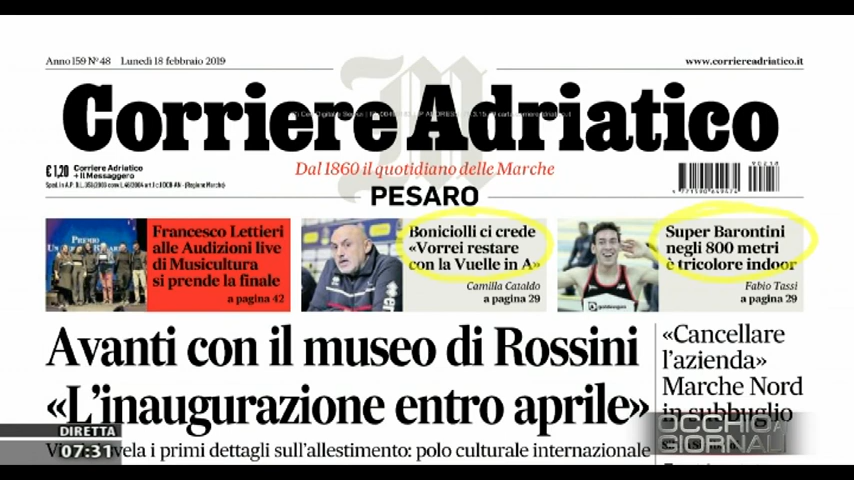 Anno 159 N°48 Lunedì 18 febbraio 2019
www.corriereadriatico.it
Corriere Adriatico
€ 1,20 Corriere Adriatico
+ Il Messaggero
Dal 1860 il quotidiano delle Marche
PESARO
Francesco Lettieri
alle Audizioni live
di Musicultura
si prende la finale
a pagina 42
Boniciolli ci crede
«Vorrei restare
con la Vuelle in A»
Camilla Cataldo
a pagina 29
Super Barontini
negli 800 metri
è tricolore indoor
Fabio Tassi
a pagina 29
Avanti con il museo di Rossini
«L'inaugurazione entro aprile»
i primi dettagli sull'allestimento: polo culturale internazionale
«Cancellare
l'azienda»
Marche Nord
in subbuglio
DIRETTA
07:31
OCCHIO AI
GIORNALI